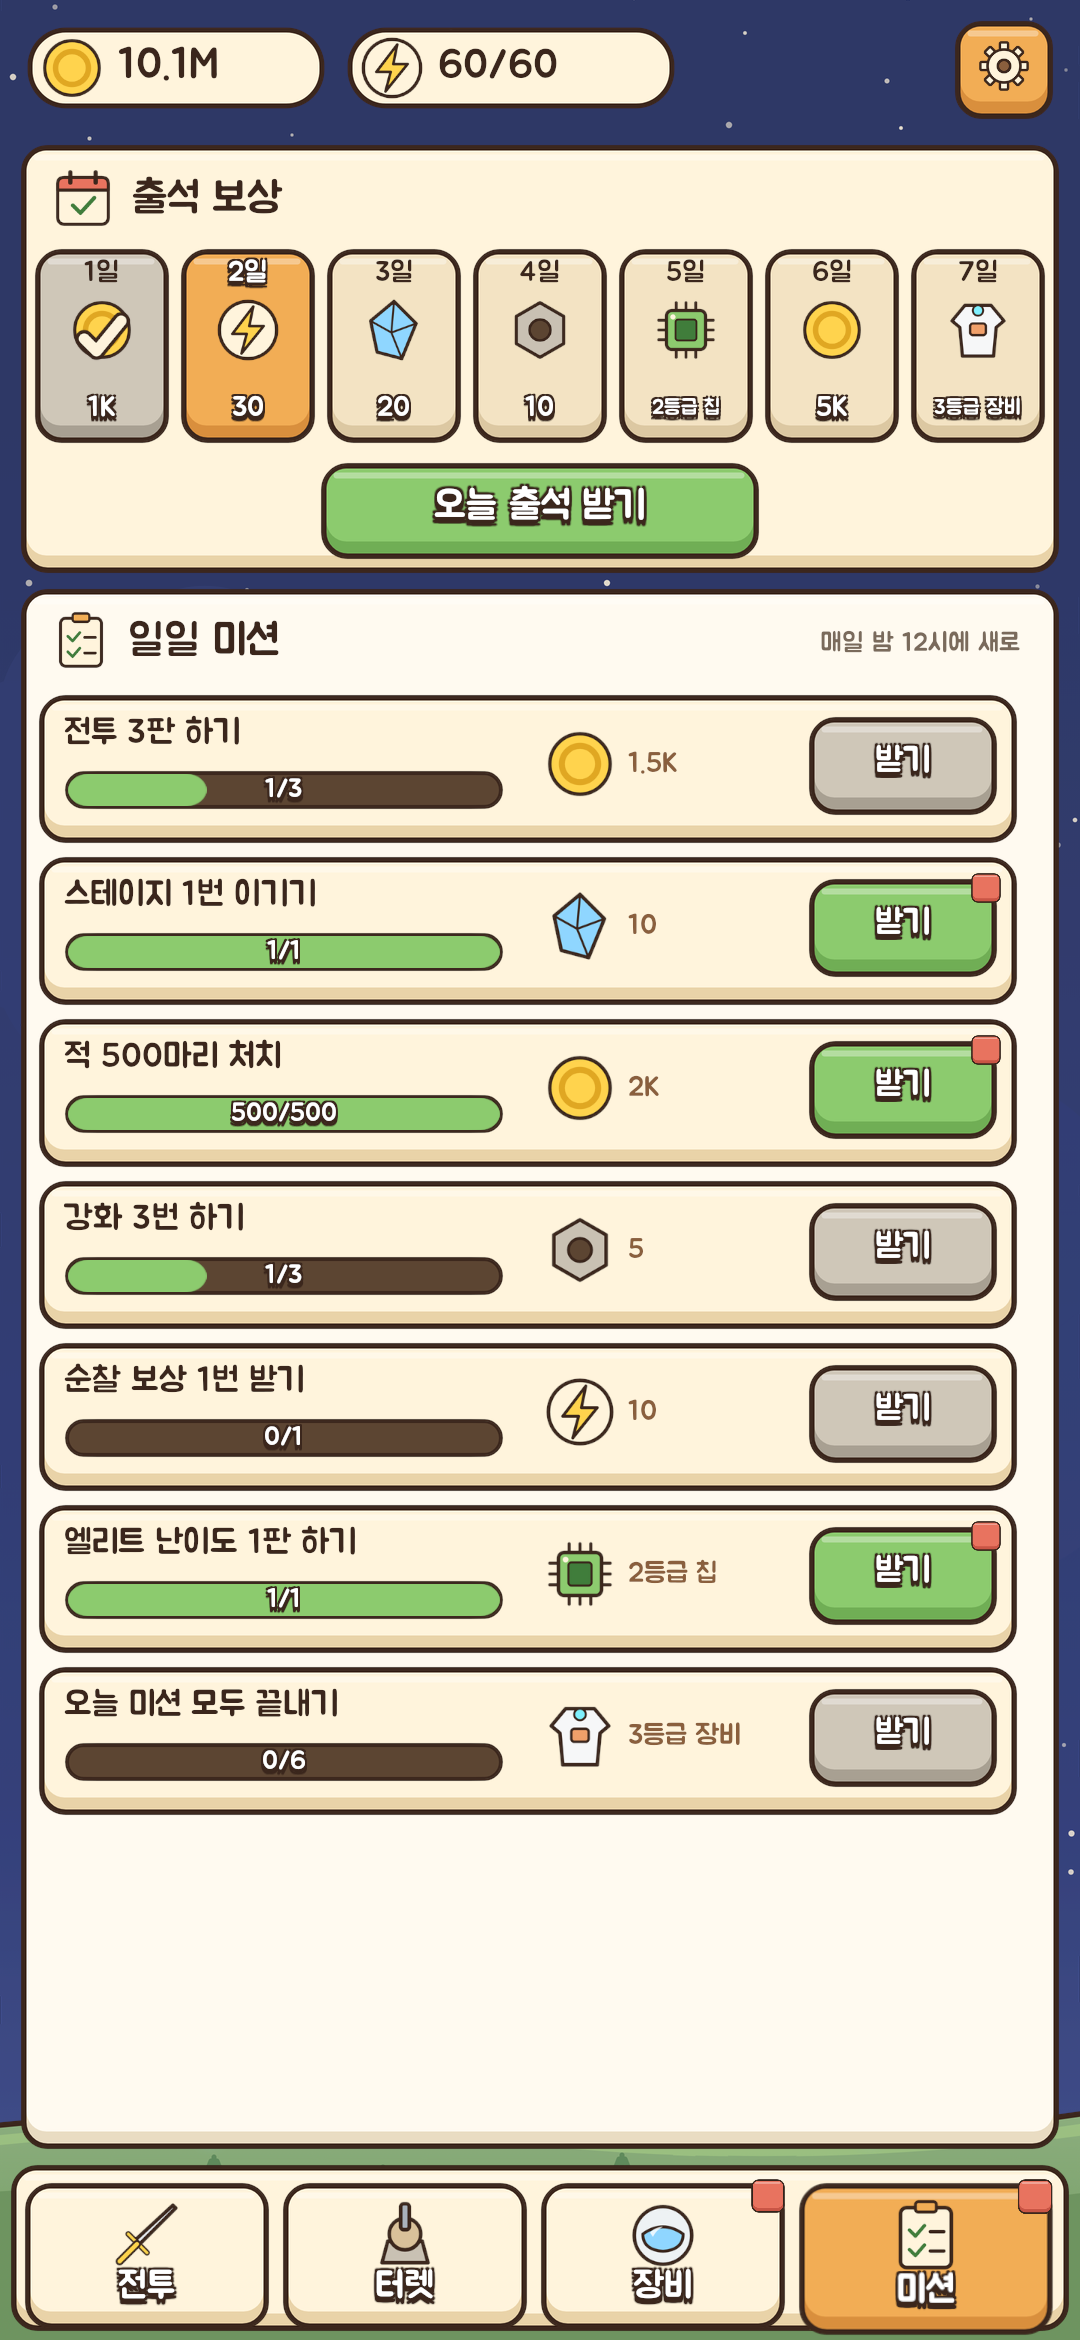 10.1M
60/60
출석 보상
1일 2일 3일 4일 5일 6일 7일
1K 30 20 10 2등급 칩 5K 3등급 장비
오늘 출석 받기
일일 미션
매일 밤 12시에 새로
전투 3판 하기
1/3
1.5K
받기
스테이지 1번 이기기
1/1
10
받기
적 500마리 처치
500/500
2K
받기
강화 3번 하기
1/3
5
받기
순찰 보상 1번 받기
0/1
10
받기
엘리트 난이도 1판 하기
1/1
2등급 칩
받기
오늘 미션 모두 끝내기
0/6
3등급 장비
받기
전투 터렛 장비 미션